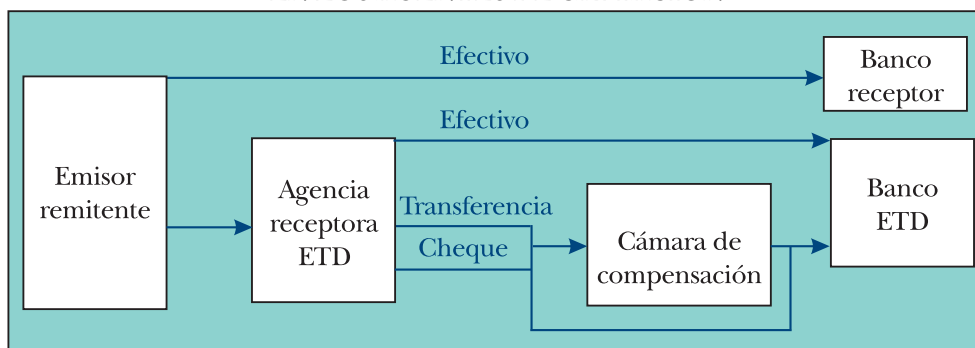 Efectivo
Banco
receptor
Emisor
remitente
Efectivo
Agencia
receptora
ETD
Transferencia
Cheque
Cámara de
compensación
Banco
ETD